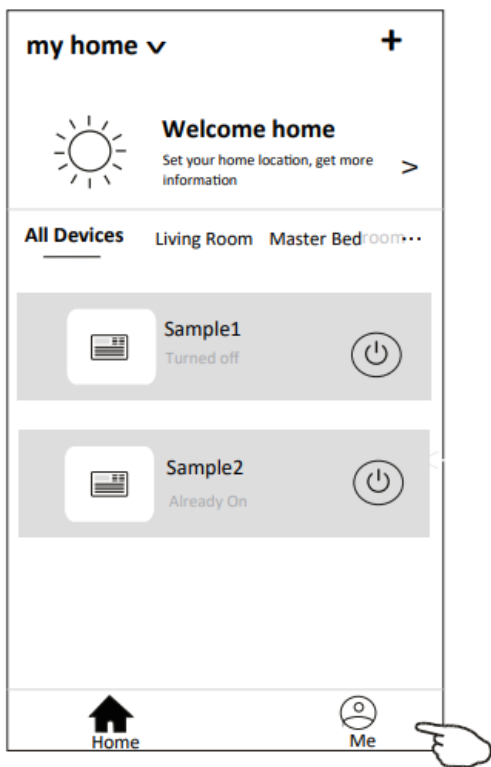 my home
+
Welcome home
Set your home location, get more
information
>
All Devices Living Room Master Bedroom...
Sample1
Turned off
Sample2
Already On
Home Me